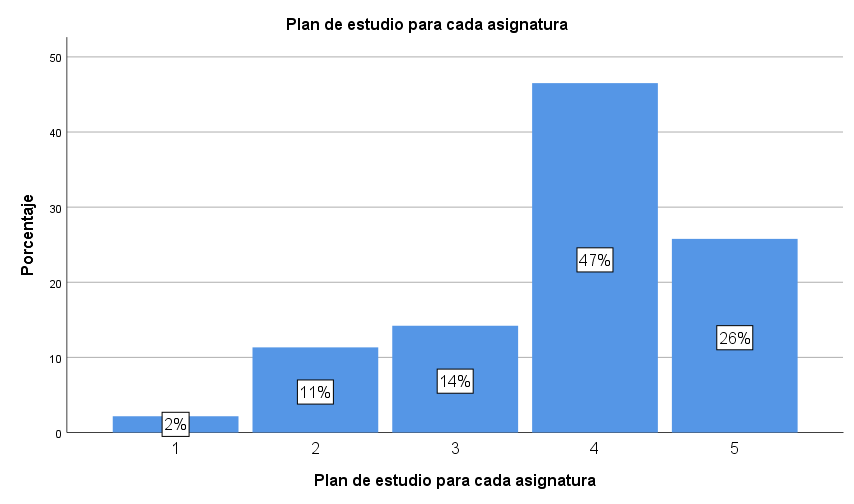 Plan de estudio para cada asignatura
Porcentaje
50
40
30
20
10
0
2%
11%
14%
47%
26%
1 2 3 4 5
Plan de estudio para cada asignatura